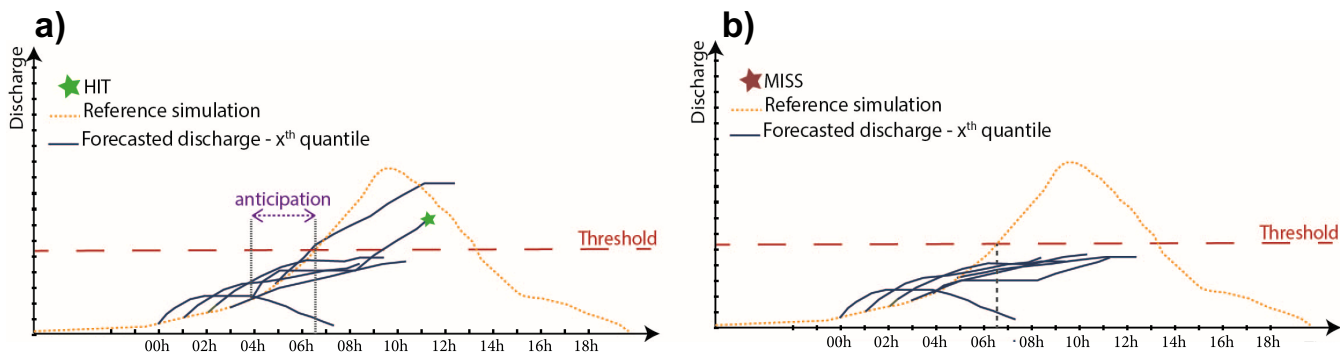 a)
Discharge
HIT
Reference simulation
Forecasted discharge - xth quantile
anticipation
Threshold
00h 02h 04h 06h 08h 10h 12h 14h 16h 18h
b)
Discharge
MISS
Reference simulation
Forecasted discharge - xth quantile
Threshold
00h 02h 04h 06h 08h 10h 12h 14h 16h 18h